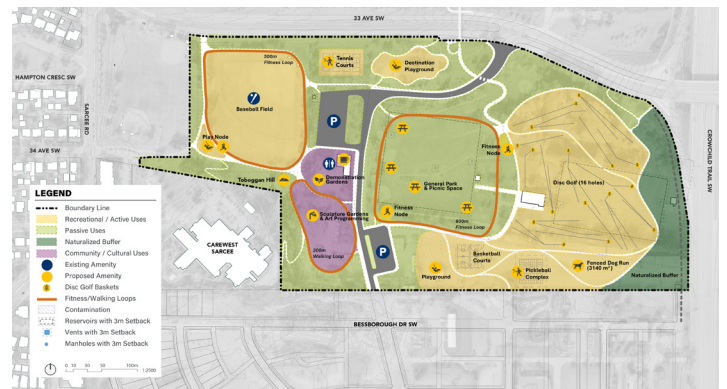 33 AVE SW
HAMPTON CRESC SW
SARCEE RD
34 AVE SW
CROWCHILD TRAIL SW
BESSBOROUGH DR SW
500m
Fitness Loop
Baseball Field
Tennis
Courts
Destination
Playground
P
Play Node
Toboggan Hill
Demonstration
Gardens
Sculpture Gardens
& Art Programming
300m
Walking Loop
General Park
& Picnic Space
Fitness
Node
Fitness
Node
600m
Fitness Loop
Disc Golf (16 holes)
P
Basketball
Courts
Playground
Pickleball
Complex
Fenced Dog Run
(3140 m²)
Naturalized Buffer
CAREWEST
SARCEE
LEGEND
Boundary Line
Recreational / Active Uses
Passive Uses
Naturalized Buffer
Community / Cultural Uses
Existing Amenity
Proposed Amenity
Disc Golf Baskets
Fitness/Walking Loops
Contamination
Reservoirs with 3m Setback
Vents with 3m Setback
Manholes with 3m Setback
0 10 30 50 100m
1:2500